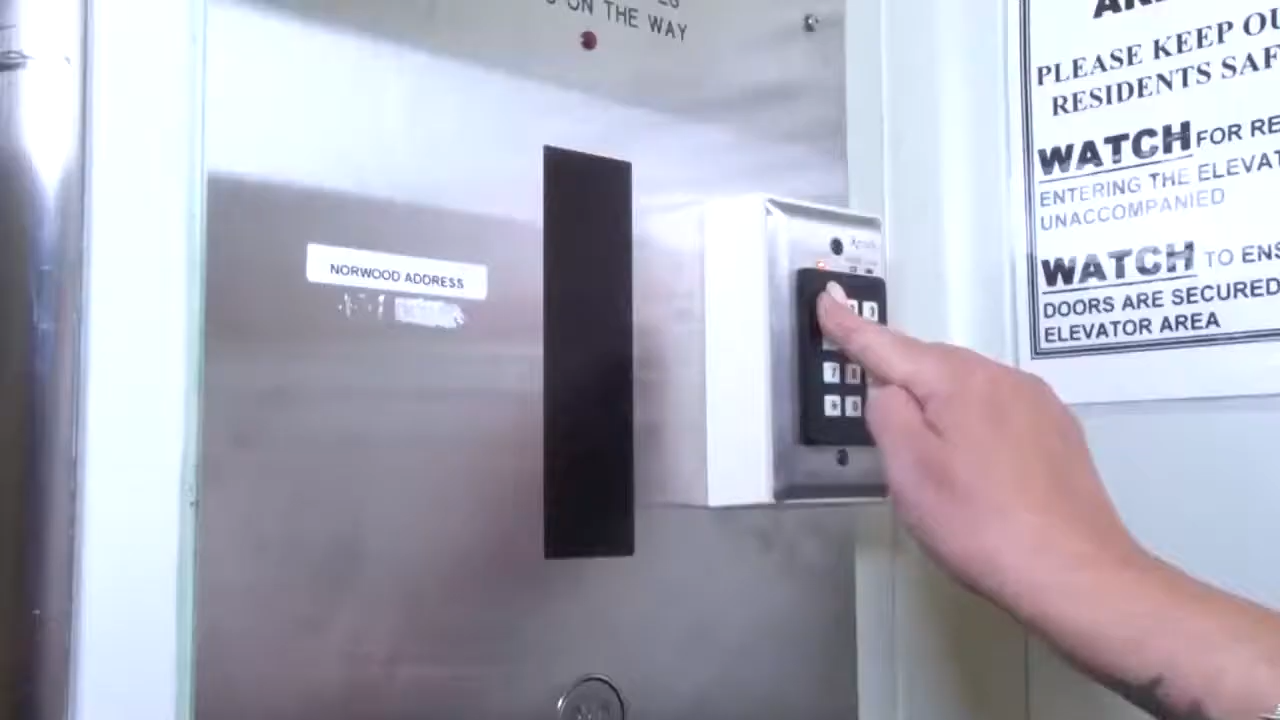 ON THE WAY
NORWOOD ADDRESS
7
PLEASE KEEP OU
RESIDENTS SAF
WATCH FOR RE
ENTERING THE ELEVAT
UNACCOMPANIED
WATCH TO ENS
DOORS ARE SECURED
ELEVATOR AREA